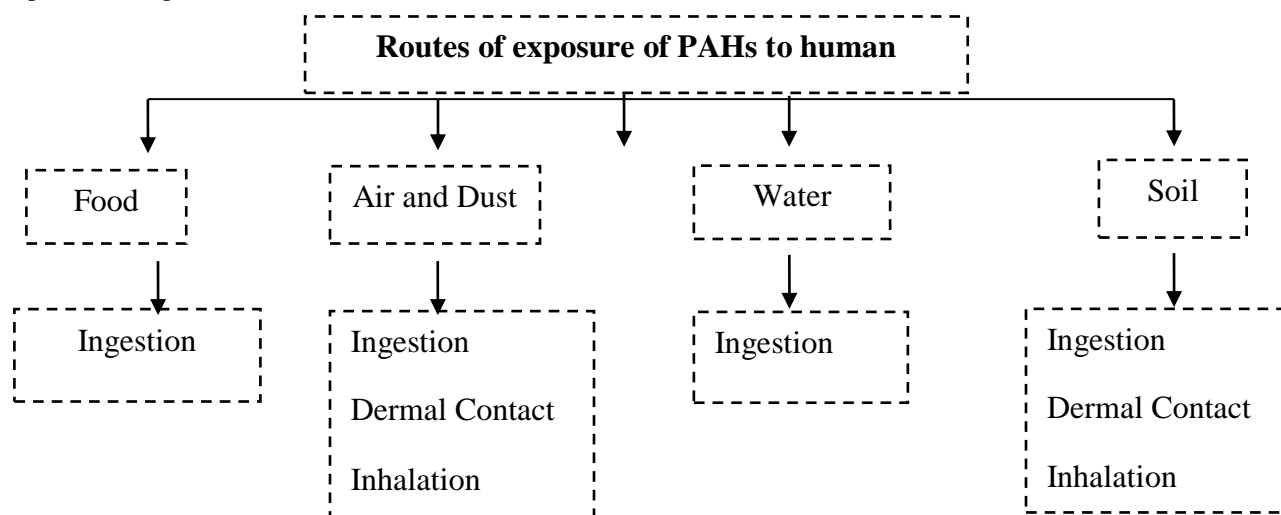 Routes of exposure of PAHs to human
Food
Air and Dust
Water
Soil
Ingestion
Ingestion
Dermal Contact
Inhalation
Ingestion
Ingestion
Dermal Contact
Inhalation